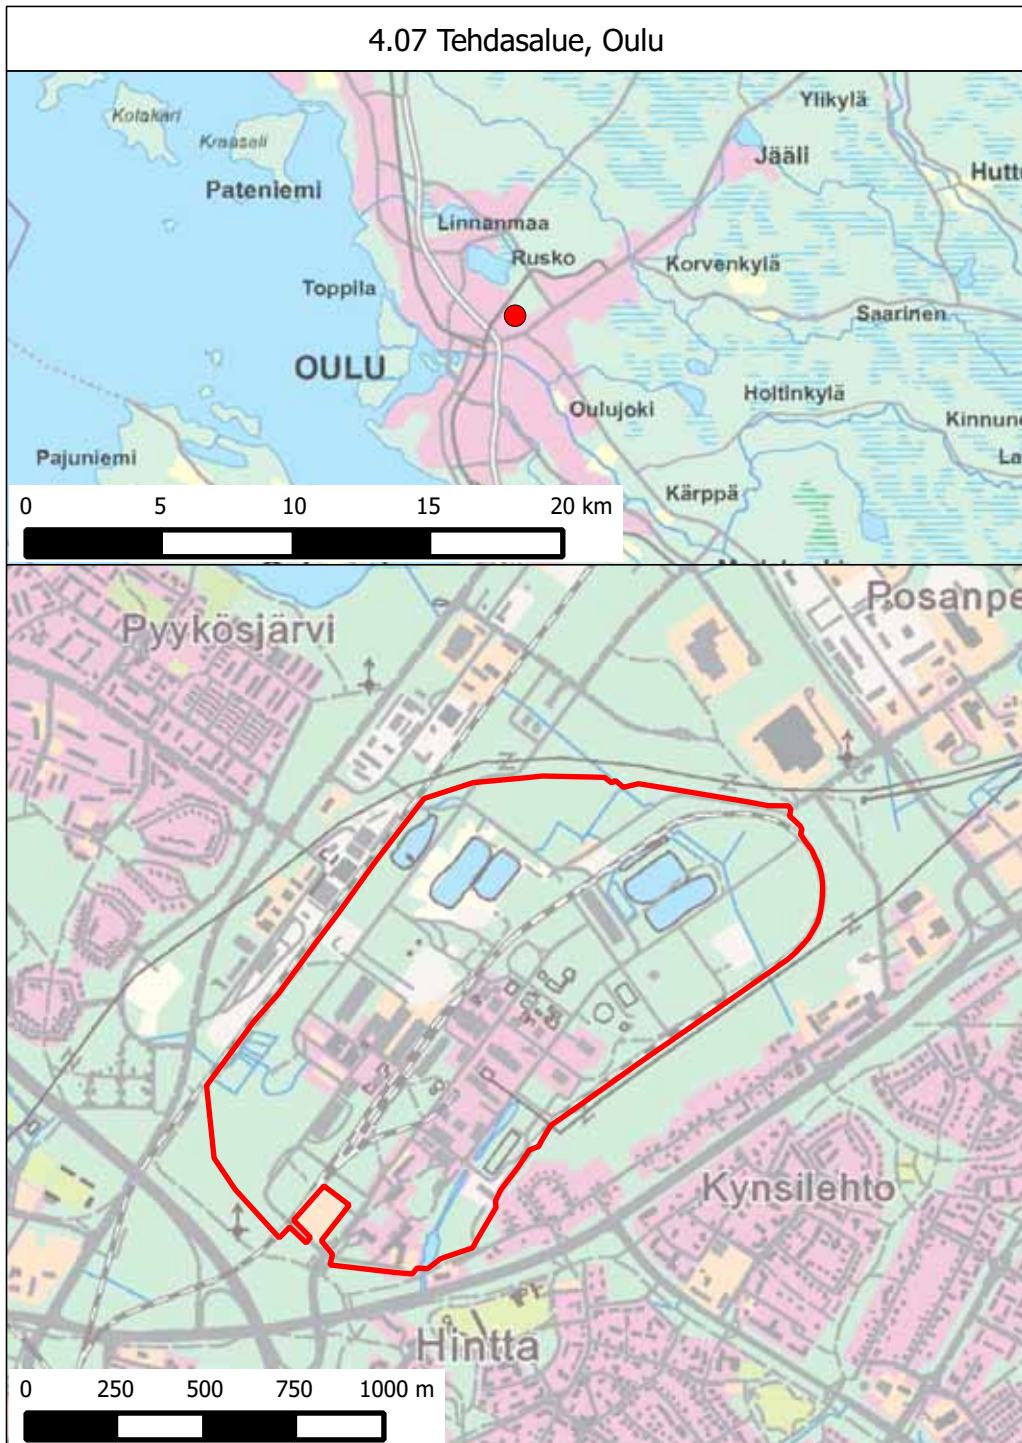 4.07 Tehdasalue, Oulu
Kotakari
Kraaseli
Ylikylä
Jääli
Pateniemi
Linnanmaa
Rusko
Korvenkylä
Toppila
Saarinen
OULU
Holtinkylä
Oulujoki
Pajuniemi
Kärppä
0 5 10 15 20 km
Pyykösjärvi
Kynsilehto
Hintta
0 250 500 750 1000 m